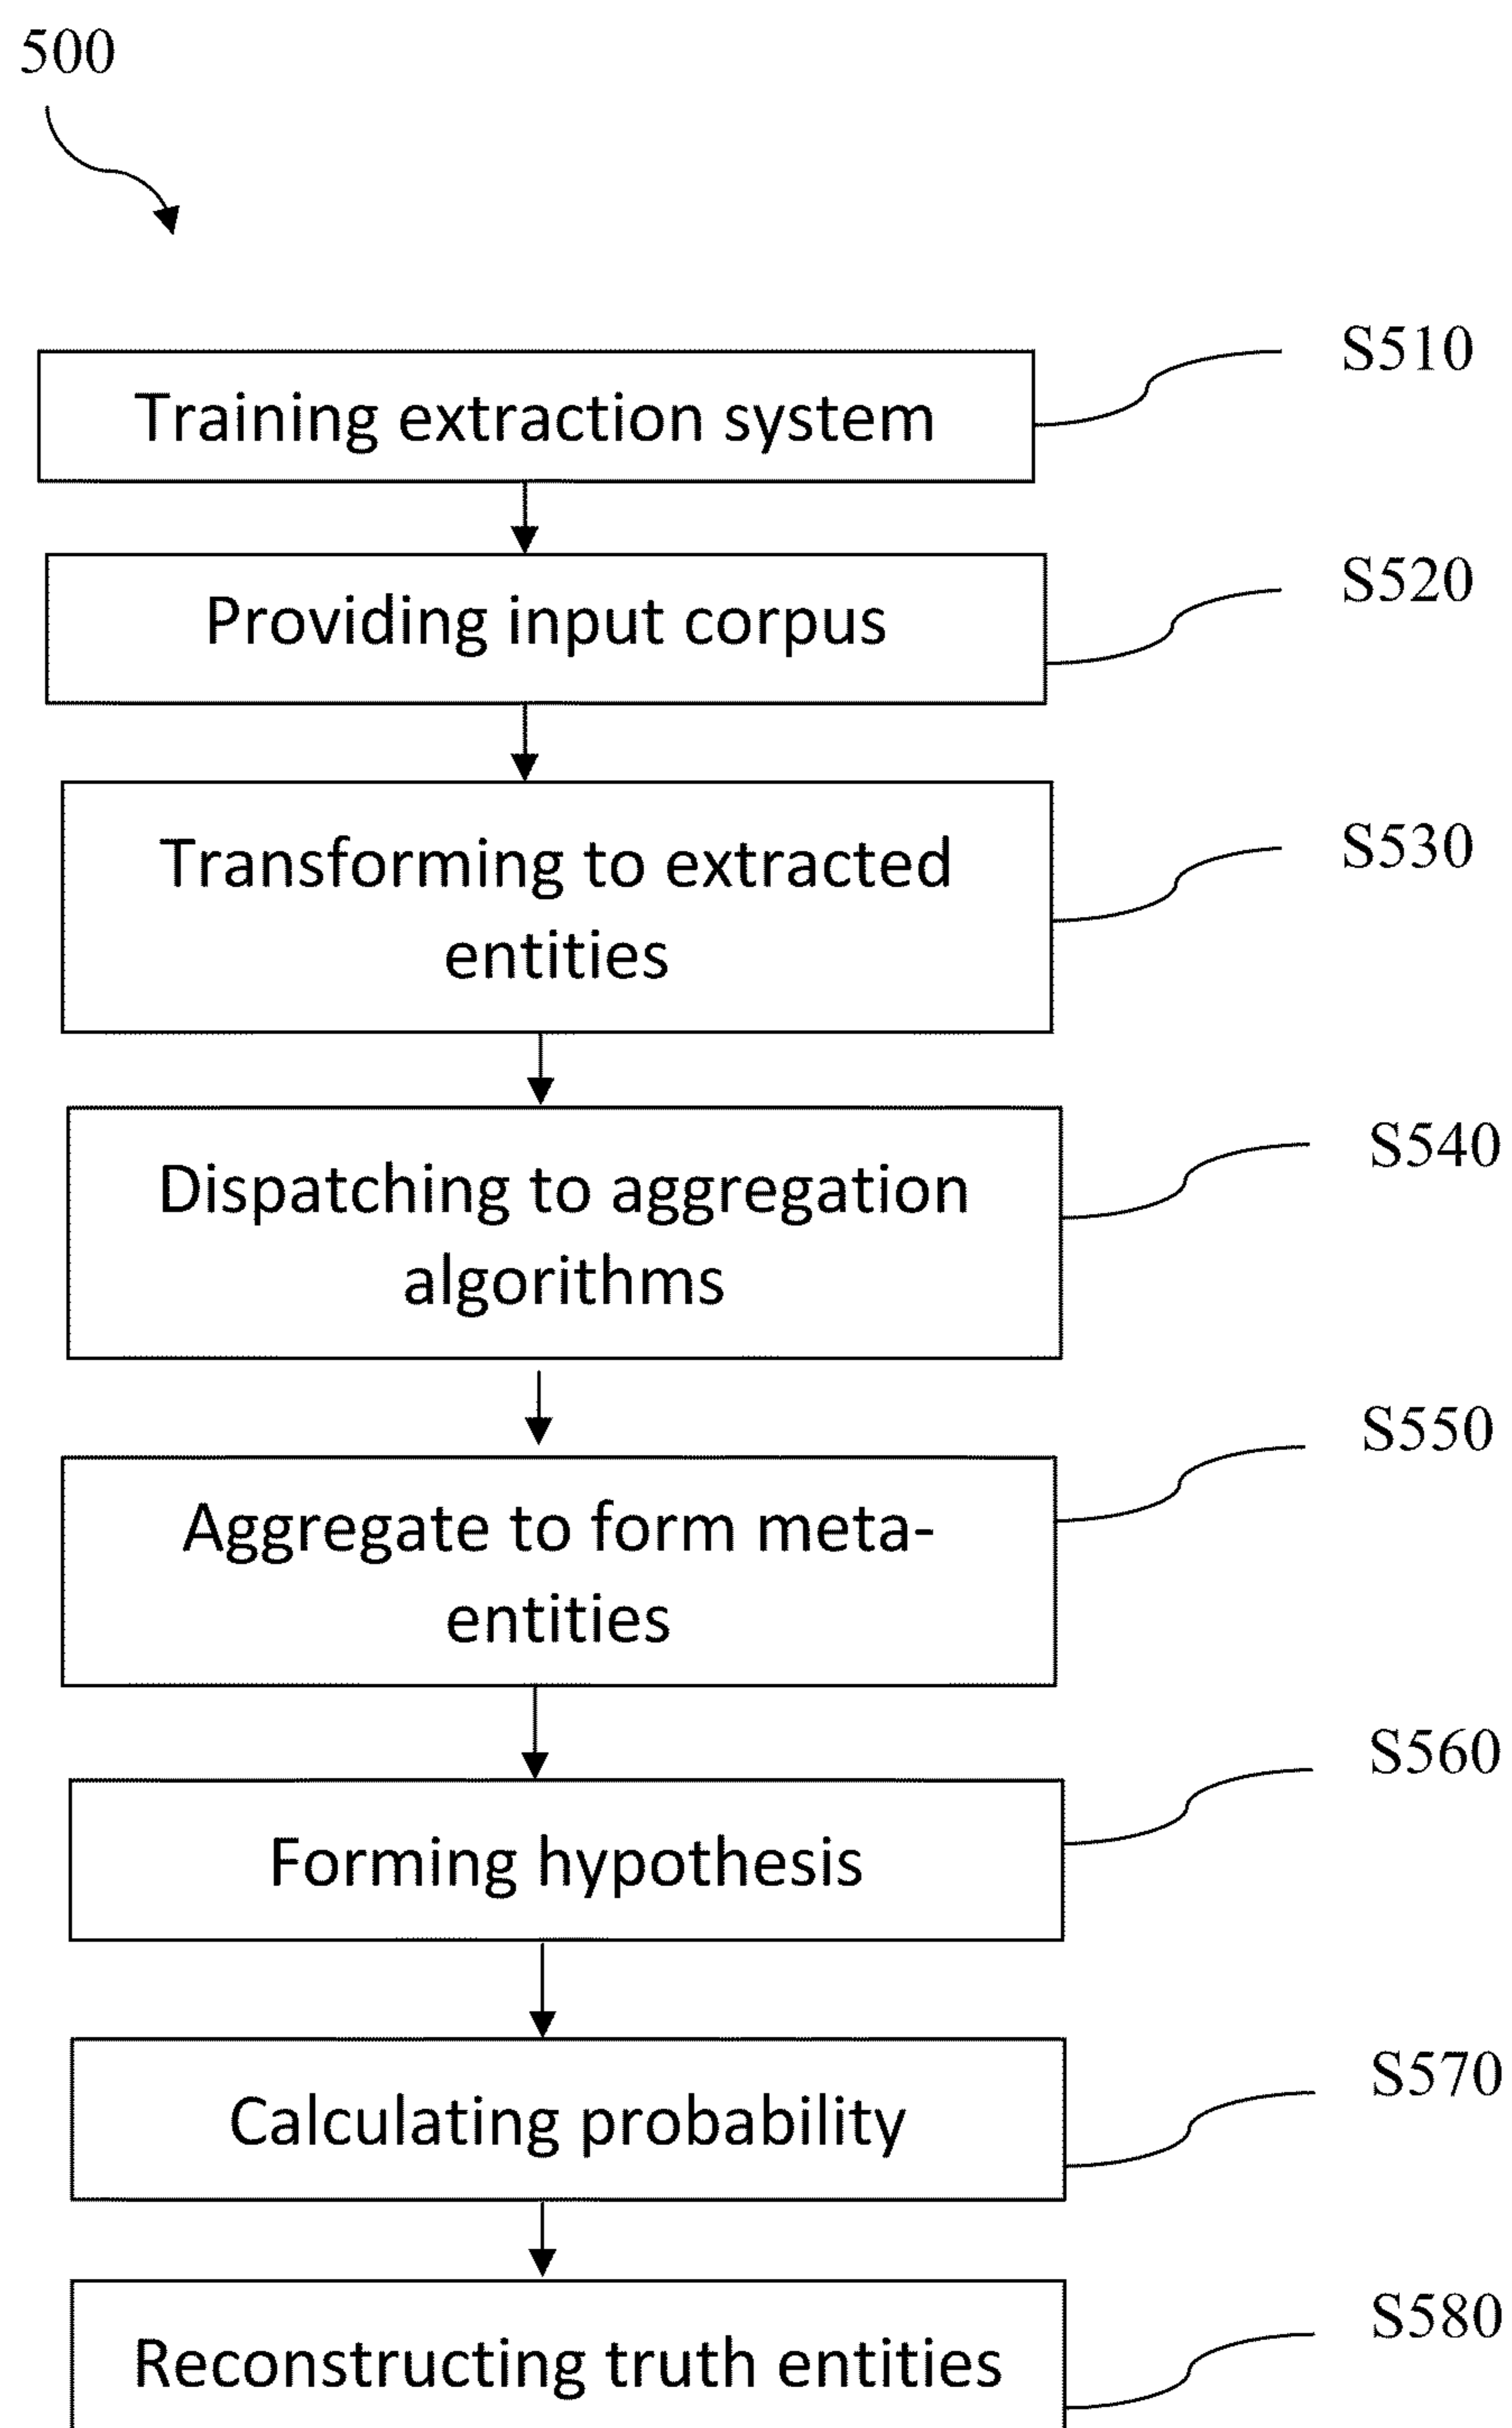 500
S510
Training extraction system
S520
Providing input corpus
S530
Transforming to extracted
entities
S540
Dispatching to aggregation
algorithms
S550
Aggregate to form meta-
entities
S560
Forming hypothesis
S570
Calculating probability
S580
Reconstructing truth entities